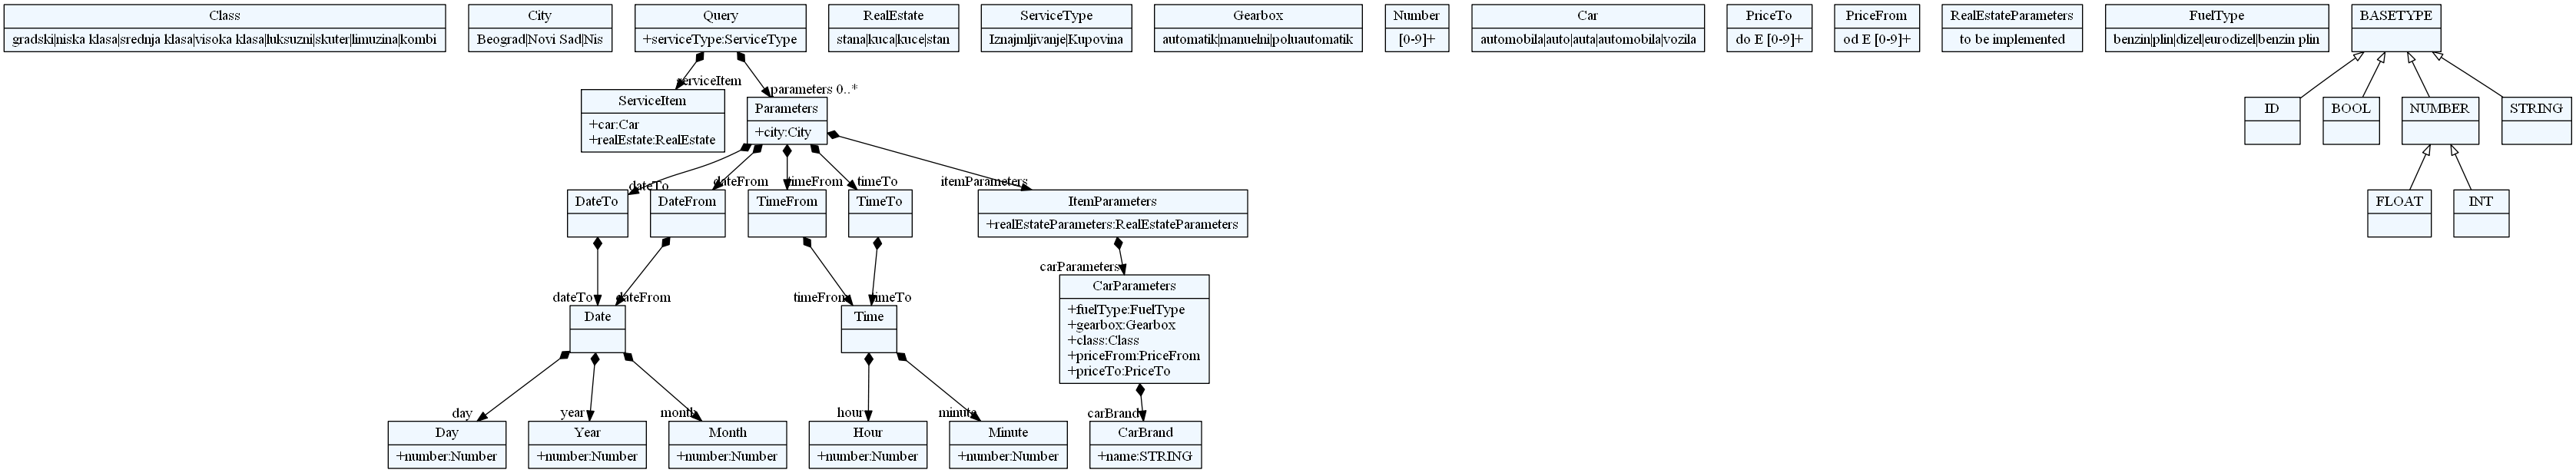 Class
gradski|niska klasa|srednja klasa|visoka klasa|luksuzni|skuter|limuzina|kombi
City
Beograd|Novi Sad|Nis
Query
+serviceType:ServiceType
RealEstate
stana|kuca|kuce|stan
ServiceType
Iznajmljivanje|Kupovina
Gearbox
automatik|manuelni|poluautomatik
Number
[0-9]+
Car
automobila|auto|auta|automobila|vozila
PriceTo
do E [0-9]+
PriceFrom
od E [0-9]+
RealEstateParameters
to be implemented
FuelType
benzin|plin|dizel|eurodizel|benzin plin
BASETYPE
serviceItem
parameters 0..*
ServiceItem
+car:Car
+realEstate:RealEstate
Parameters
+city:City
ID
BOOL
NUMBER
STRING
dateTo
dateFrom
timeFrom
timeTo
itemParameters
DateTo
DateFrom
TimeFrom
TimeTo
ItemParameters
+realEstateParameters:RealEstateParameters
FLOAT
INT
dateTo
dateFrom
timeFrom
timeTo
carParameters
Date
Time
CarParameters
+fuelType:FuelType
+gearbox:Gearbox
+class:Class
+priceFrom:PriceFrom
+priceTo:PriceTo
day
year
month
hour
minute
carBrand
Day
+number:Number
Year
+number:Number
Month
+number:Number
Hour
+number:Number
Minute
+number:Number
CarBrand
+name:STRING